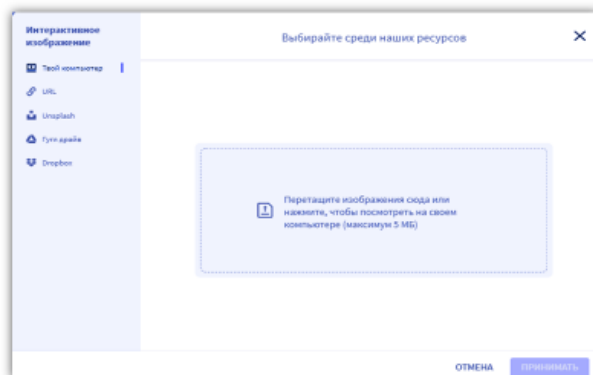 Интерактивное
изображение
Выбирайте среди наших ресурсов
Твой компьютер
URL
Unsplash
Гугл драйв
Dropbox
Перетащите изображения сюда или
нажмите, чтобы посмотреть на своем
компьютере (максимум 5 МБ)
ОТМЕНА
ПРИНИМАТЬ